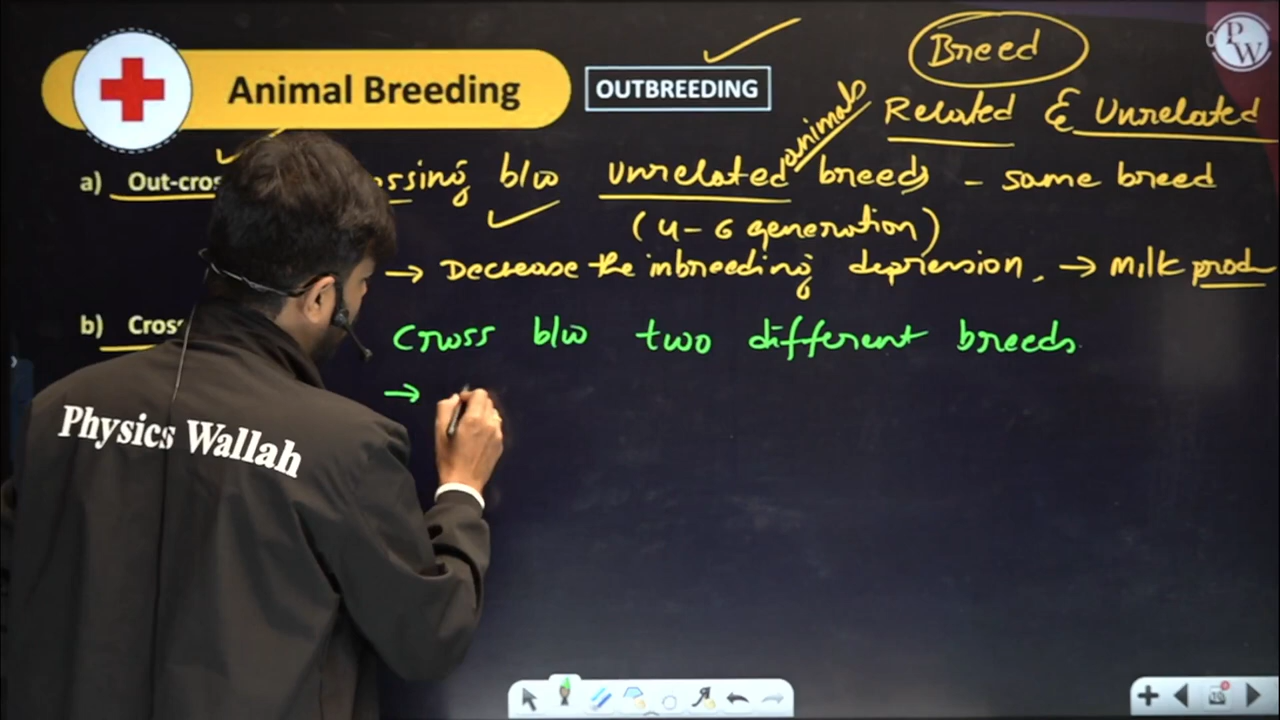 Animal Breeding
OUTBREEDING
Breed
PW
Related & Unrelated
a) Out-cros ossing b/w unrelated animals breeds - same breed
(4-6 generation)
→ Decrease the inbreeding depression, → Milk prod
b) Cros cross b/w two different breeds.
→
Physics Wallah